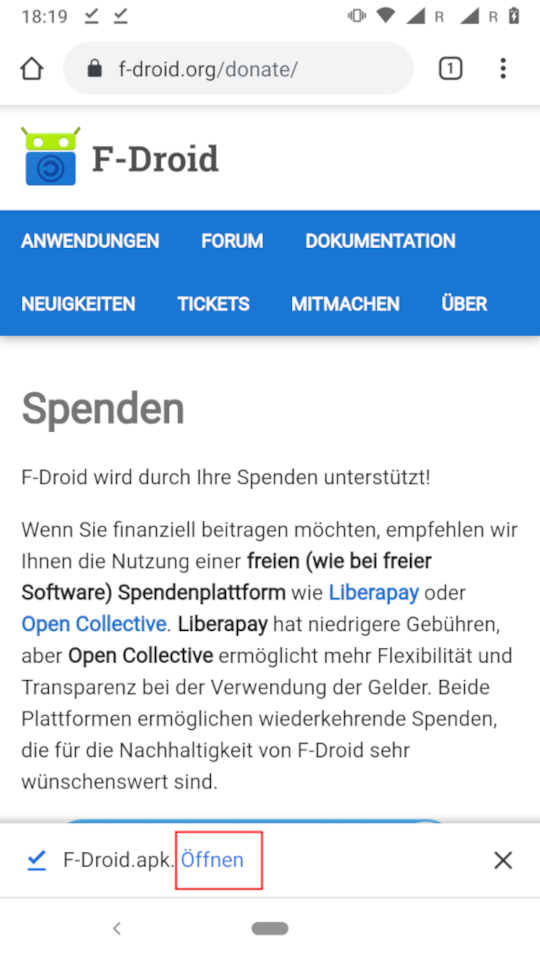 18:19 R R
f-droid.org/donate/ 1
F-Droid
ANWENDUNGEN FORUM DOKUMENTATION
NEUIGKEITEN TICKETS MITMACHEN ÜBER
Spenden
F-Droid wird durch Ihre Spenden unterstützt!
Wenn Sie finanziell beitragen möchten, empfehlen wir
Ihnen die Nutzung einer freien (wie bei freier
Software) Spendenplattform wie Liberapay oder
Open Collective. Liberapay hat niedrigere Gebühren,
aber Open Collective ermöglicht mehr Flexibilität und
Transparenz bei der Verwendung der Gelder. Beide
Plattformen ermöglichen wiederkehrende Spenden,
die für die Nachhaltigkeit von F-Droid sehr
wünschenswert sind.
F-Droid.apk. Öffnen